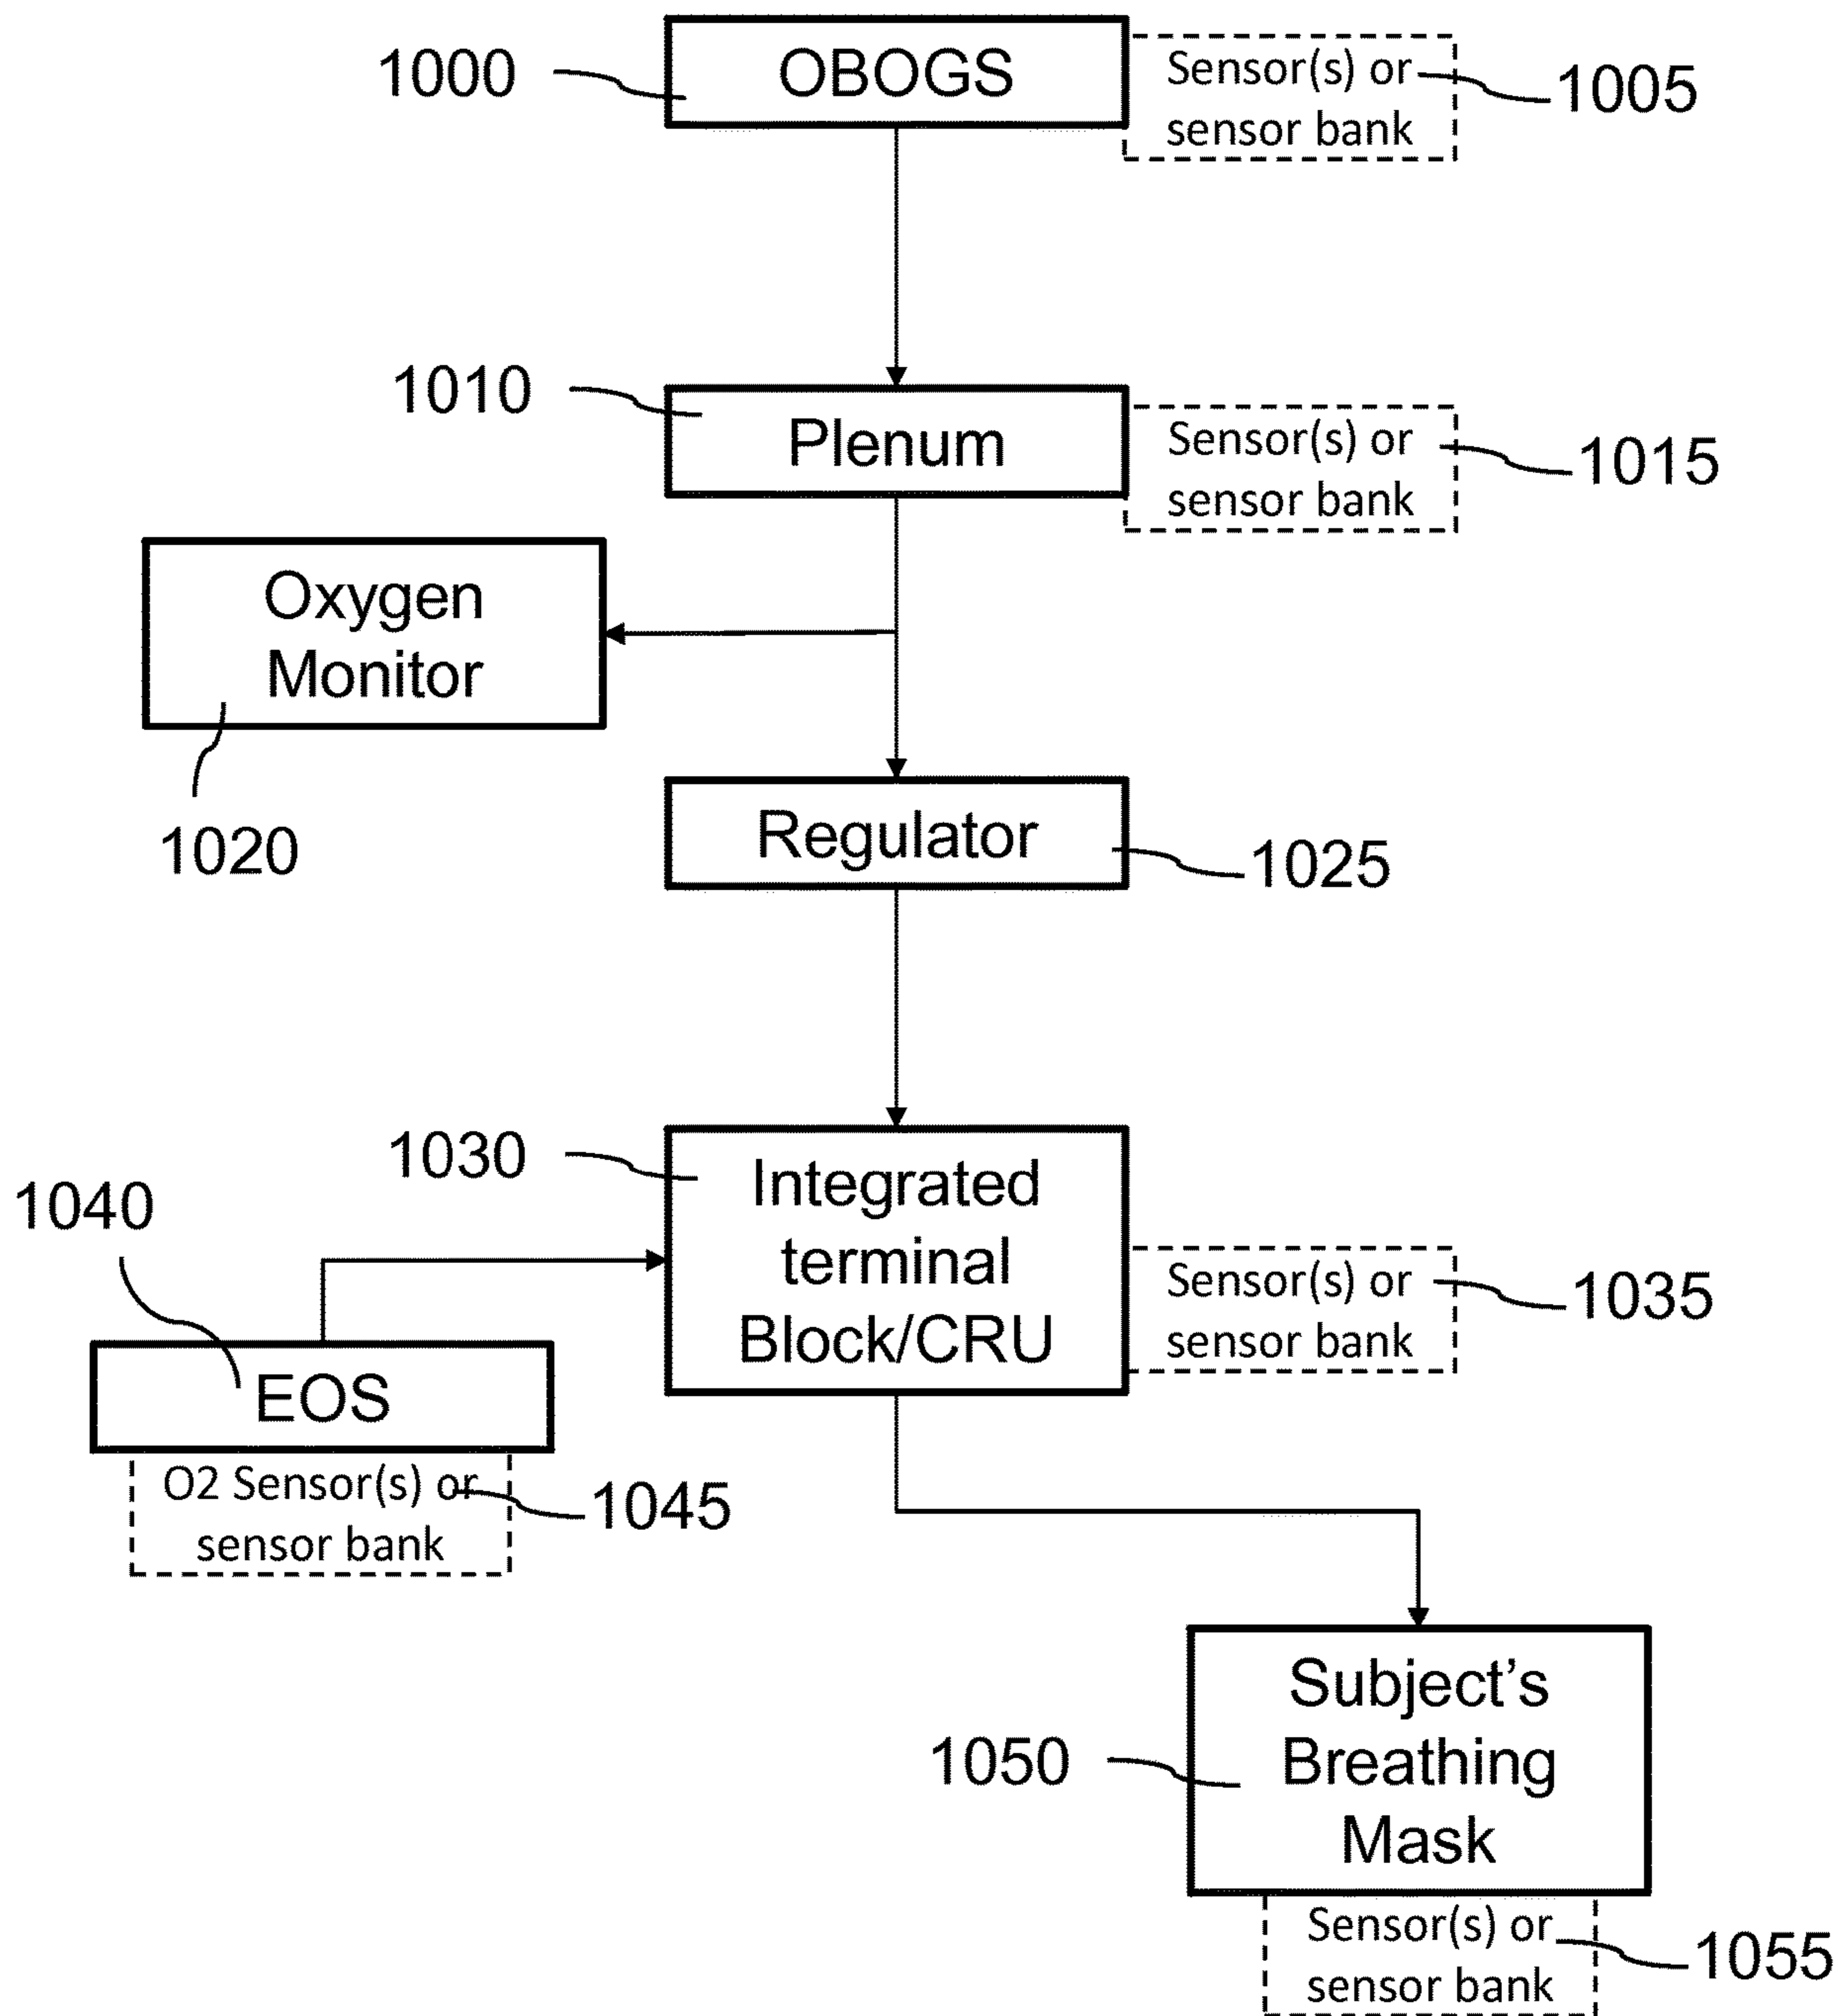 1000
OBOGS
Sensor(s) or
sensor bank
1005
1010
Plenum
Sensor(s) or
sensor bank
1015
Oxygen
Monitor
1020
Regulator
1025
1030
Integrated
terminal
Block/CRU
Sensor(s) or
sensor bank
1035
1040
EOS
O2 Sensor(s) or
sensor bank
1045
1050
Subject's
Breathing
Mask
Sensor(s) or
sensor bank
1055